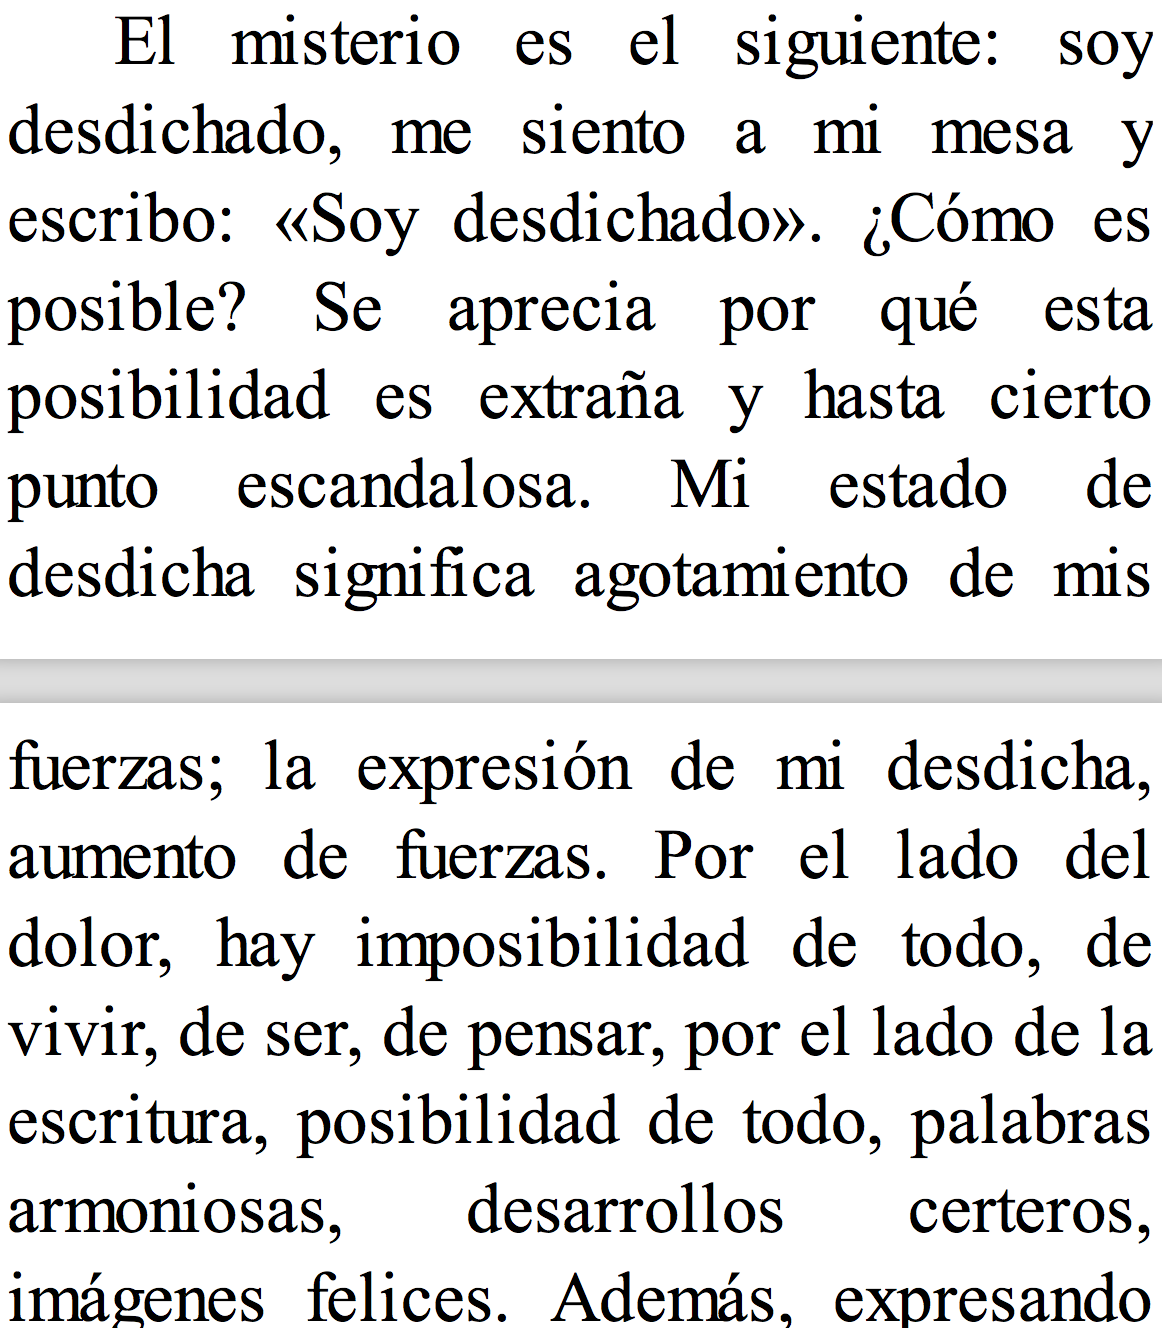 El misterio es el siguiente: soy
desdichado, me siento a mi mesa y
escribo: «Soy desdichado». ¿Cómo es
posible? Se aprecia por qué esta
posibilidad es extraña y hasta cierto
punto escandalosa. Mi estado de
desdicha significa agotamiento de mis
fuerzas; la expresión de mi desdicha,
aumento de fuerzas. Por el lado del
dolor, hay imposibilidad de todo, de
vivir, de ser, de pensar, por el lado de la
escritura, posibilidad de todo, palabras
armoniosas, desarrollos certeros,
imágenes felices. Además, expresando